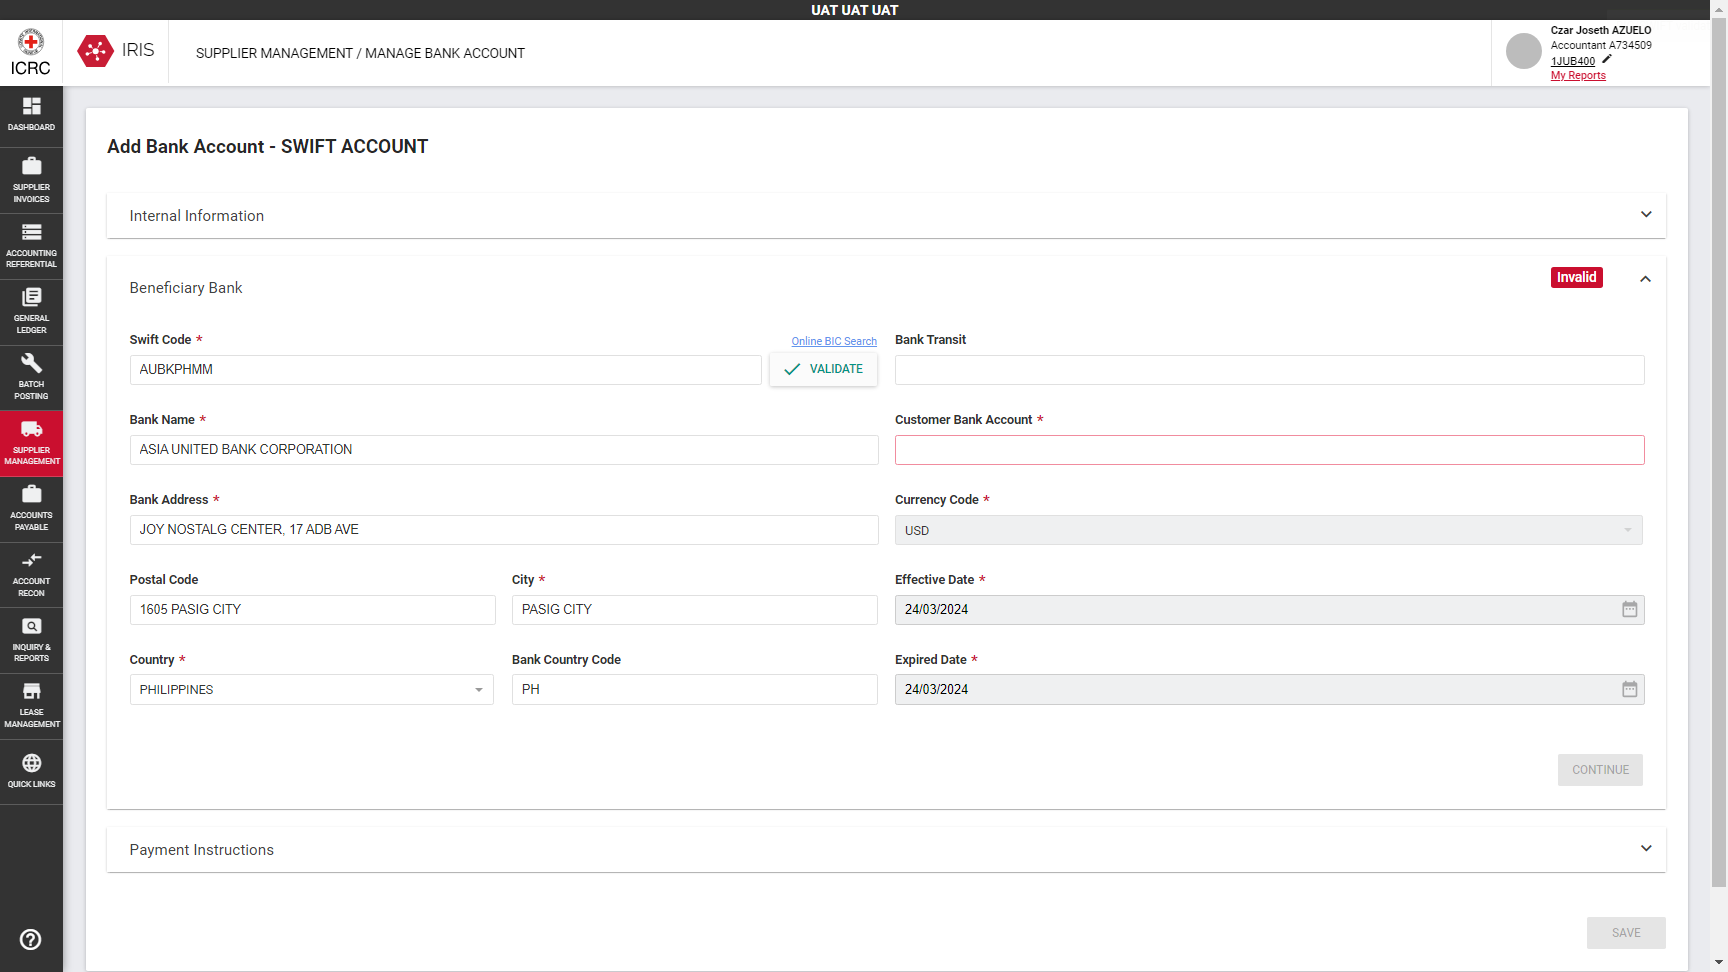 UAT UAT UAT
ICRC
IRIS
SUPPLIER MANAGEMENT / MANAGE BANK ACCOUNT
Czar Joseth AZUELO
Accountant A734509
1JUB400
My Reports
DASHBOARD
SUPPLIER
INVOICES
ACCOUNTING
REFERENTIAL
GENERAL
LEDGER
BATCH
POSTING
SUPPLIER
MANAGEMENT
ACCOUNTS
PAYABLE
ACCOUNT
RECON
INQUIRY &
REPORTS
LEASE
MANAGEMENT
QUICK LINKS
Add Bank Account - SWIFT ACCOUNT
Internal Information
Beneficiary Bank
Invalid
Swift Code *
Online BIC Search
Bank Transit
AUBKPHMM
VALIDATE
Bank Name *
Customer Bank Account *
ASIA UNITED BANK CORPORATION
Bank Address *
Currency Code *
JOY NOSTALG CENTER, 17 ADB AVE
USD
Postal Code
City *
Effective Date *
1605 PASIG CITY
PASIG CITY
24/03/2024
Country *
Bank Country Code
Expired Date *
PHILIPPINES
PH
24/03/2024
CONTINUE
Payment Instructions
SAVE